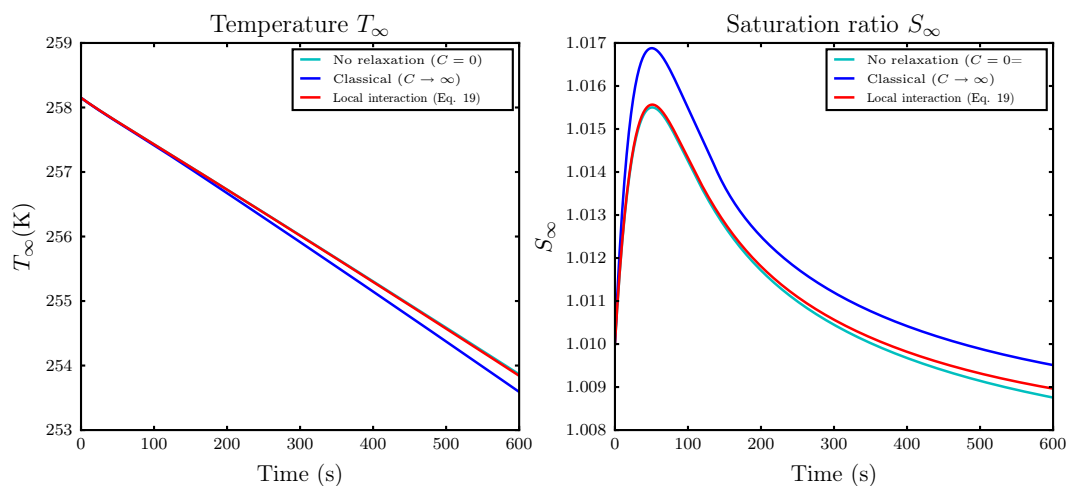 Temperature T∞
259
258
257
256
255
254
253
T∞(K)
0
100
200
300
400
500
600
Time (s)
No relaxation (C = 0)
Classical (C → ∞)
Local interaction (Eq. 19)
Saturation ratio S∞
1.017
1.016
1.015
1.014
1.013
1.012
1.011
1.010
1.009
1.008
S∞
0
100
200
300
400
500
600
Time (s)
No relaxation (C = 0=
Classical (C → ∞)
Local interaction (Eq. 19)